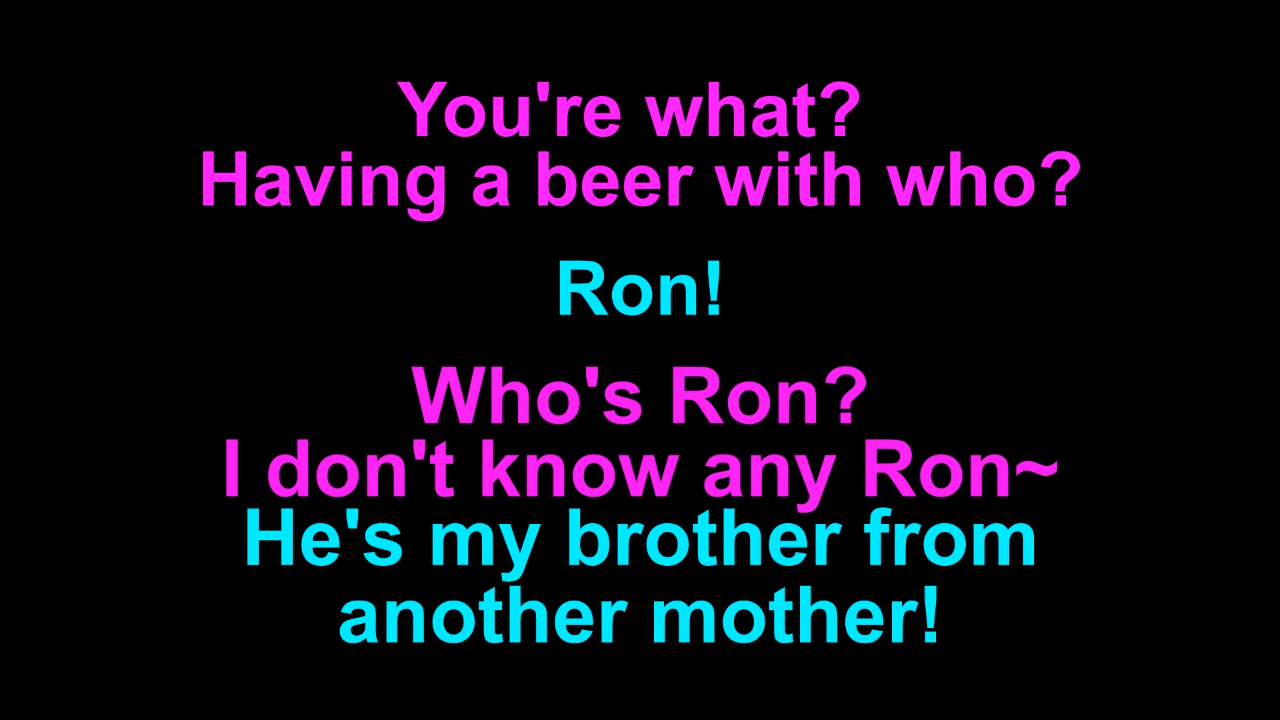 You're what?
Having a beer with who?
Ron!
Who's Ron?
I don't know any Ron~
He's my brother from
another mother!